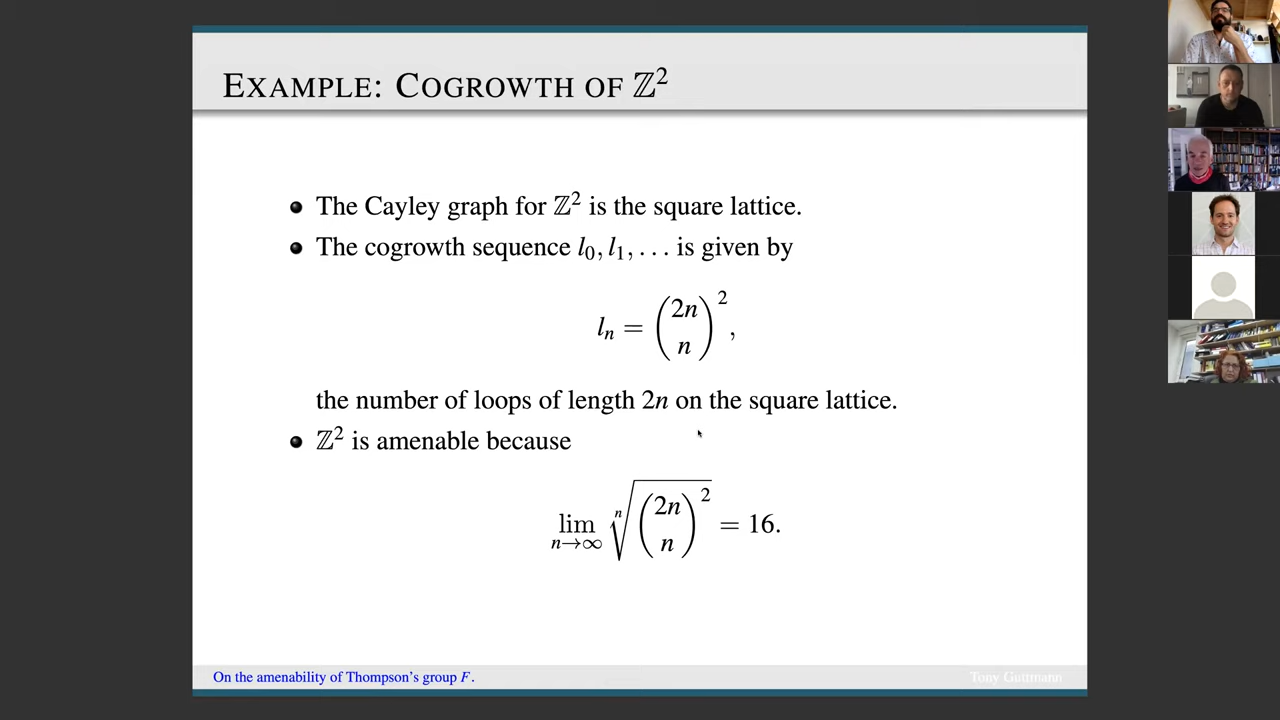 EXAMPLE: COGROWTH OF ℤ²
• The Cayley graph for ℤ² is the square lattice.
• The cogrowth sequence l₀, l₁, . . . is given by
lₙ = (2n n)²,
the number of loops of length 2n on the square lattice.
• ℤ² is amenable because
lim n→∞ ⁿ√(2n n)² = 16.
On the amenability of Thompson's group F.
Tony Guttmann